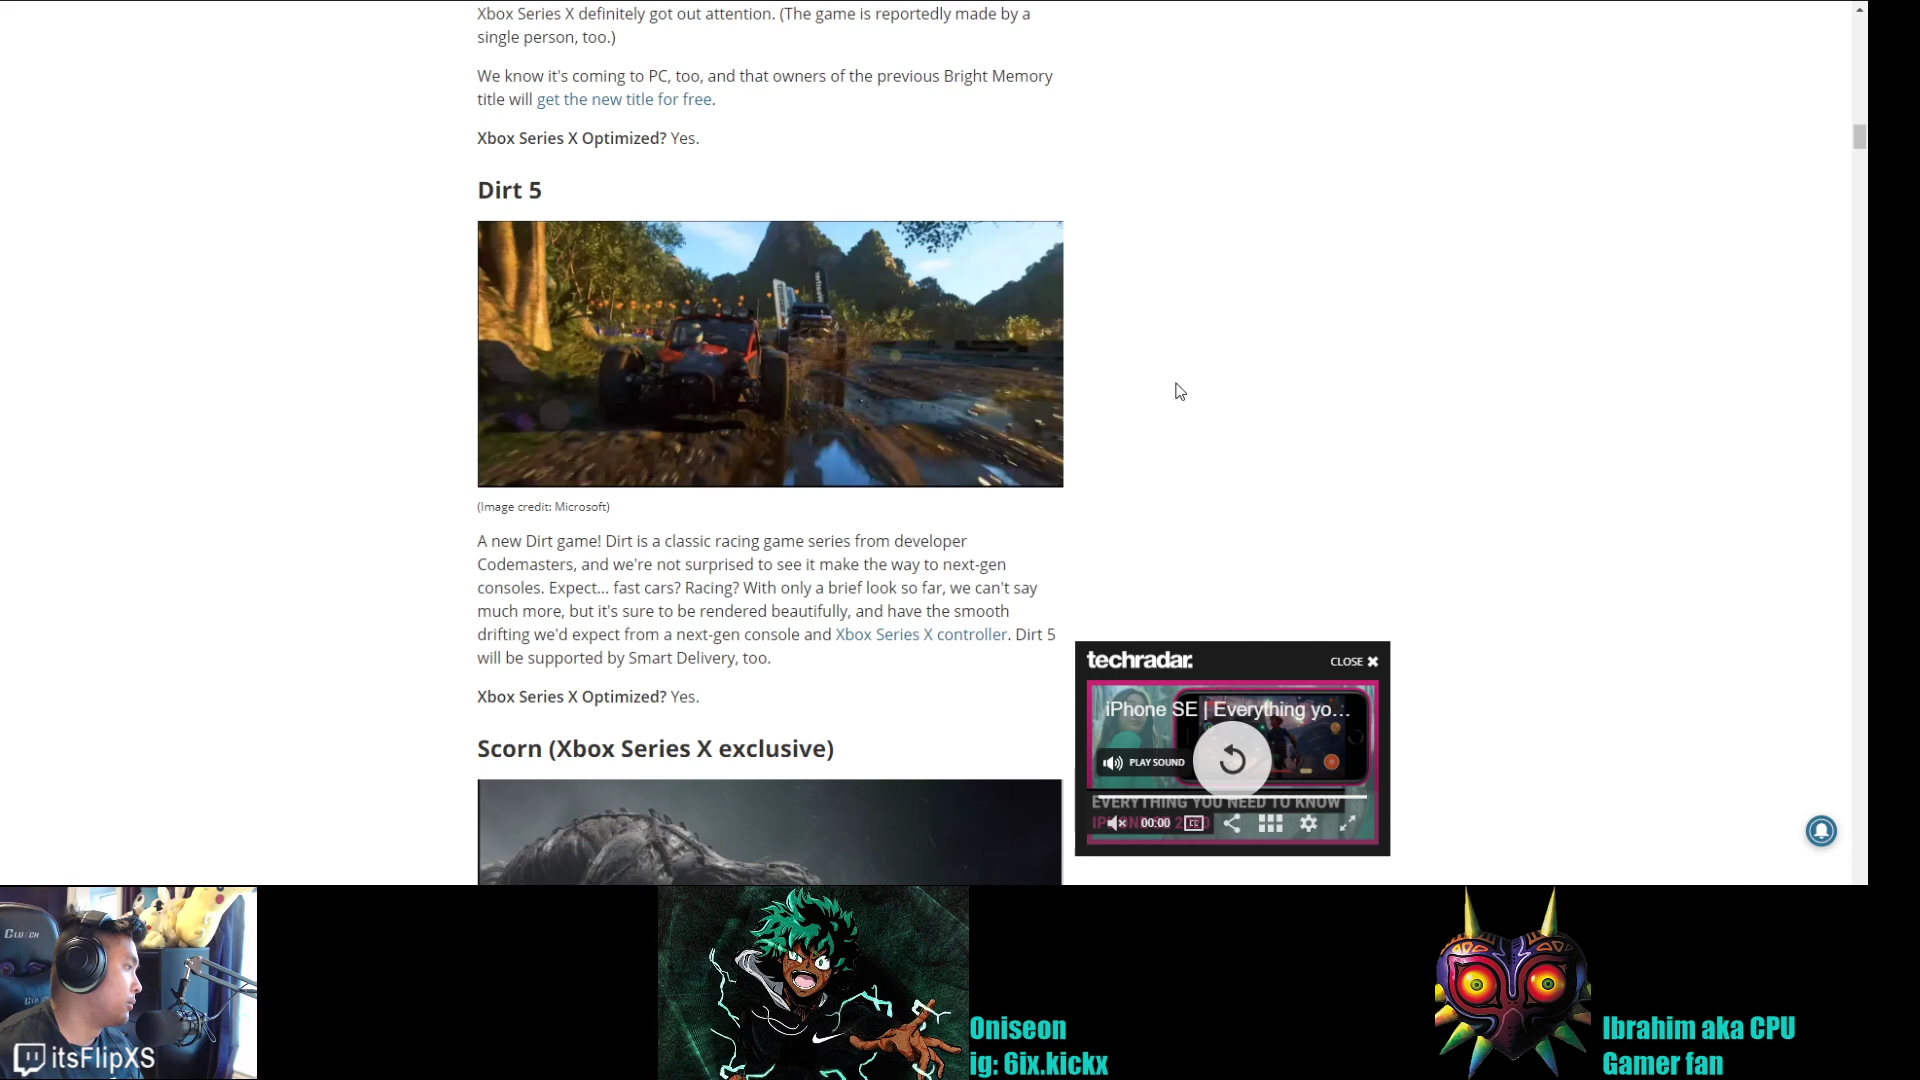 Xbox Series X definitely got out attention. (The game is reportedly made by a
single person, too.)
We know it's coming to PC, too, and that owners of the previous Bright Memory
title will get the new title for free.
Xbox Series X Optimized? Yes.
Dirt 5
(Image credit: Microsoft)
A new Dirt game! Dirt is a classic racing game series from developer
Codemasters, and we're not surprised to see it make the way to next-gen
consoles. Expect... fast cars? Racing? With only a brief look so far, we can't say
much more, but it's sure to be rendered beautifully, and have the smooth
drifting we'd expect from a next-gen console and Xbox Series X controller. Dirt 5
will be supported by Smart Delivery, too.
Xbox Series X Optimized? Yes.
Scorn (Xbox Series X exclusive)
techradar.
CLOSE
iPhone SE | Everything yo...
PLAY SOUND
EVERYTHING YOU NEED TO KNOW
00:00
CC
CLUTCH
itsFlipXS
Oniseon
ig: 6ix.kickx
Ibrahim aka CPU
Gamer fan